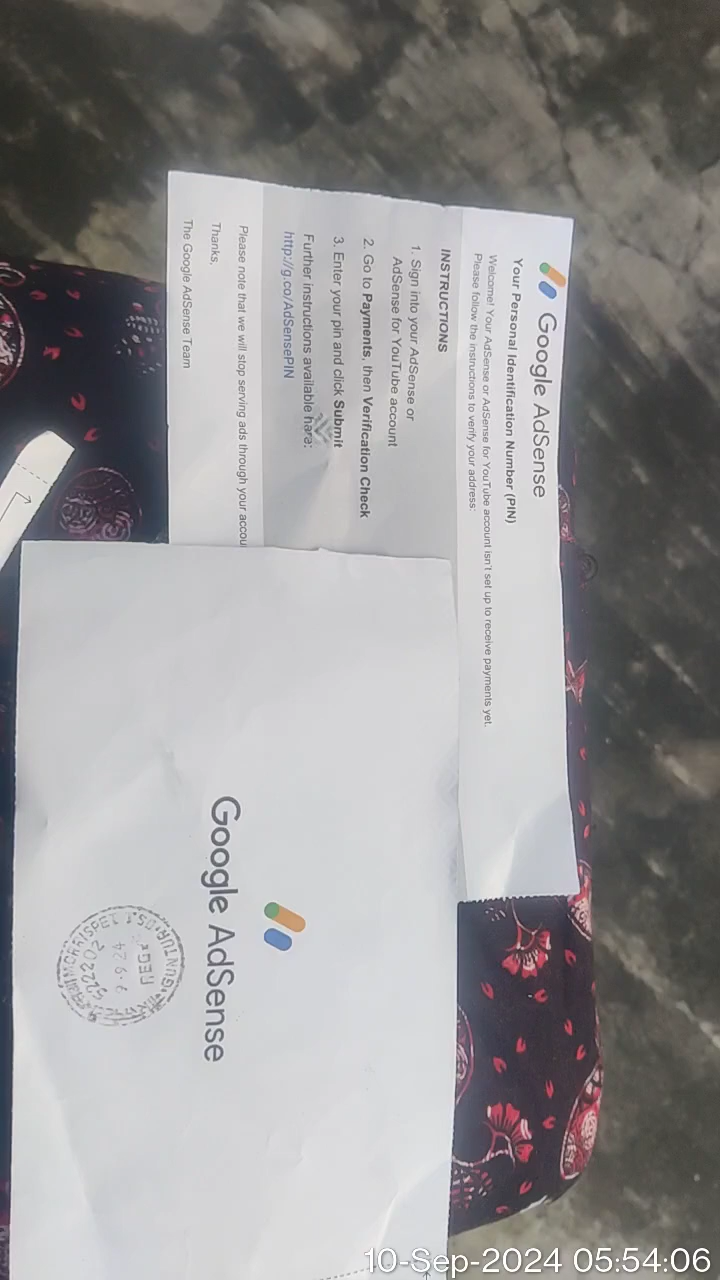 Google AdSense
Your Personal Identification Number (PIN)
Welcome! Your AdSense or AdSense for YouTube account isn't set up to receive payments yet.
Please follow the instructions to verify your address:
INSTRUCTIONS
1. Sign into your AdSense or
AdSense for YouTube account
2. Go to Payments, then Verification Check
3. Enter your pin and click Submit
Further instructions available here:
http://g.co/AdSensePIN
Please note that we will stop serving ads through your accou
Thanks,
The Google AdSense Team
Google AdSense
REG
522202
10-Sep-2024 05:54:06